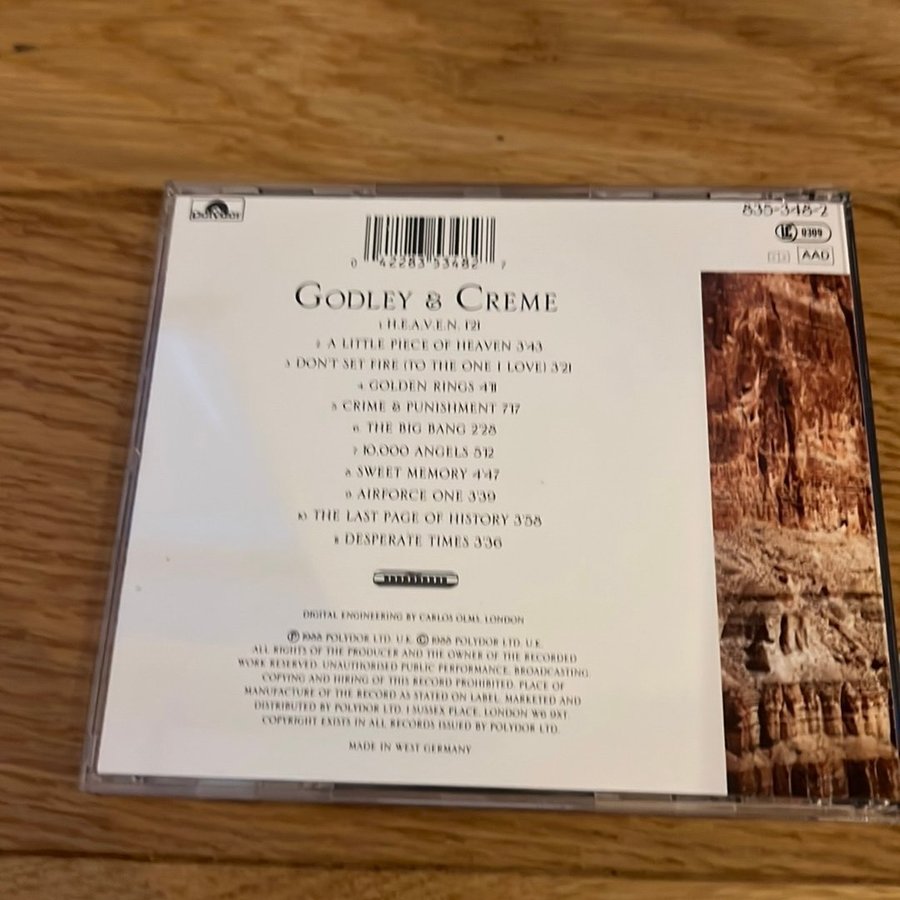 polydor
835-348-2
LC 0309
AAD
0 42283 53482 7
GODLEY & CREME
1 H.E.A.V.E.N. 1'21
2 A LITTLE PIECE OF HEAVEN 3'43
3 DON'T SET FIRE (TO THE ONE I LOVE) 3'21
4 GOLDEN RINGS 4'11
5 CRIME & PUNISHMENT 7'17
6 THE BIG BANG 2'28
7 10,000 ANGELS 5'12
8 SWEET MEMORY 4'47
9 AIRFORCE ONE 3'39
10 THE LAST PAGE OF HISTORY 3'58
11 DESPERATE TIMES 3'36
DIGITAL ENGINEERING BY CARLOS OLMS, LONDON
Ⓟ 1988 POLYDOR LTD. U.K. © 1988 POLYDOR LTD. U.K.
ALL RIGHTS OF THE PRODUCER AND THE OWNER OF THE RECORDED
WORK RESERVED. UNAUTHORISED PUBLIC PERFORMANCE, BROADCASTING
COPYING AND HIRING OF THIS RECORD PROHIBITED. PLACE OF
MANUFACTURE OF THE RECORD AS STATED ON LABEL. MARKETED AND
DISTRIBUTED BY POLYDOR LTD. 1 SUSSEX PLACE, LONDON W6 9XT
COPYRIGHT EXISTS IN ALL RECORDS ISSUED BY POLYDOR LTD.
MADE IN WEST GERMANY